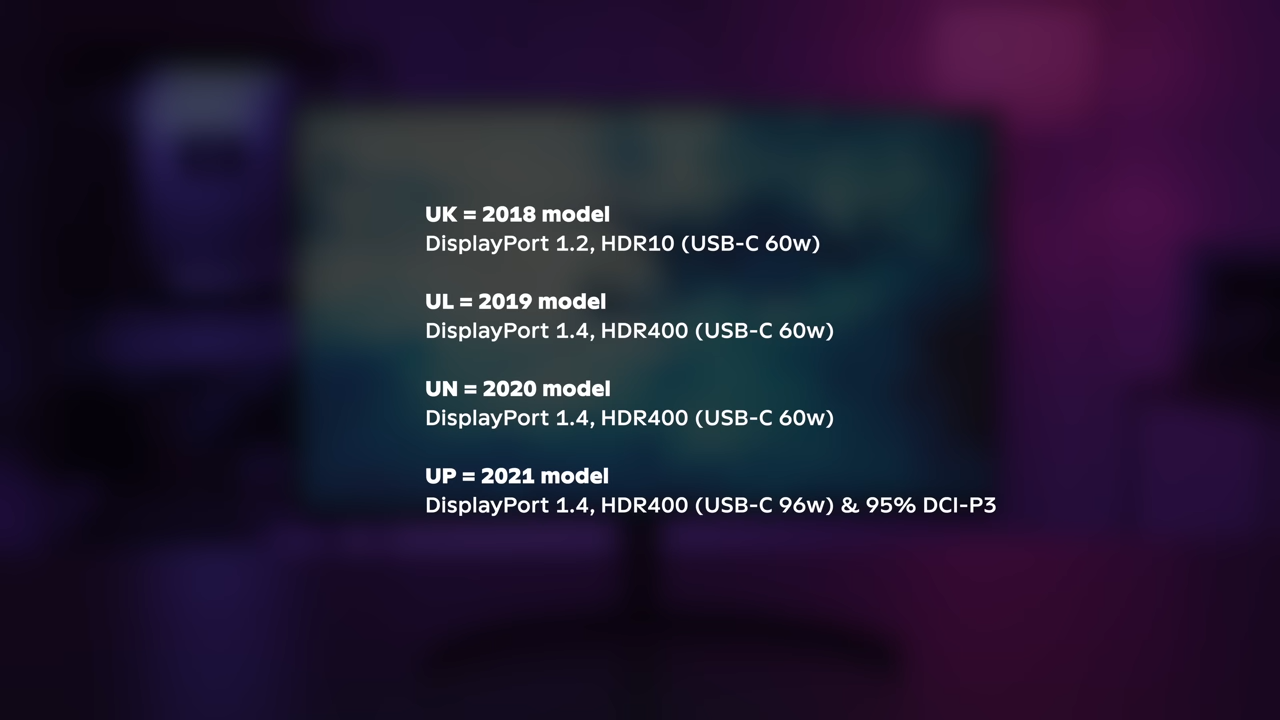 UK = 2018 model
DisplayPort 1.2, HDR10 (USB-C 60w)
UL = 2019 model
DisplayPort 1.4, HDR400 (USB-C 60w)
UN = 2020 model
DisplayPort 1.4, HDR400 (USB-C 60w)
UP = 2021 model
DisplayPort 1.4, HDR400 (USB-C 96w) & 95% DCI-P3